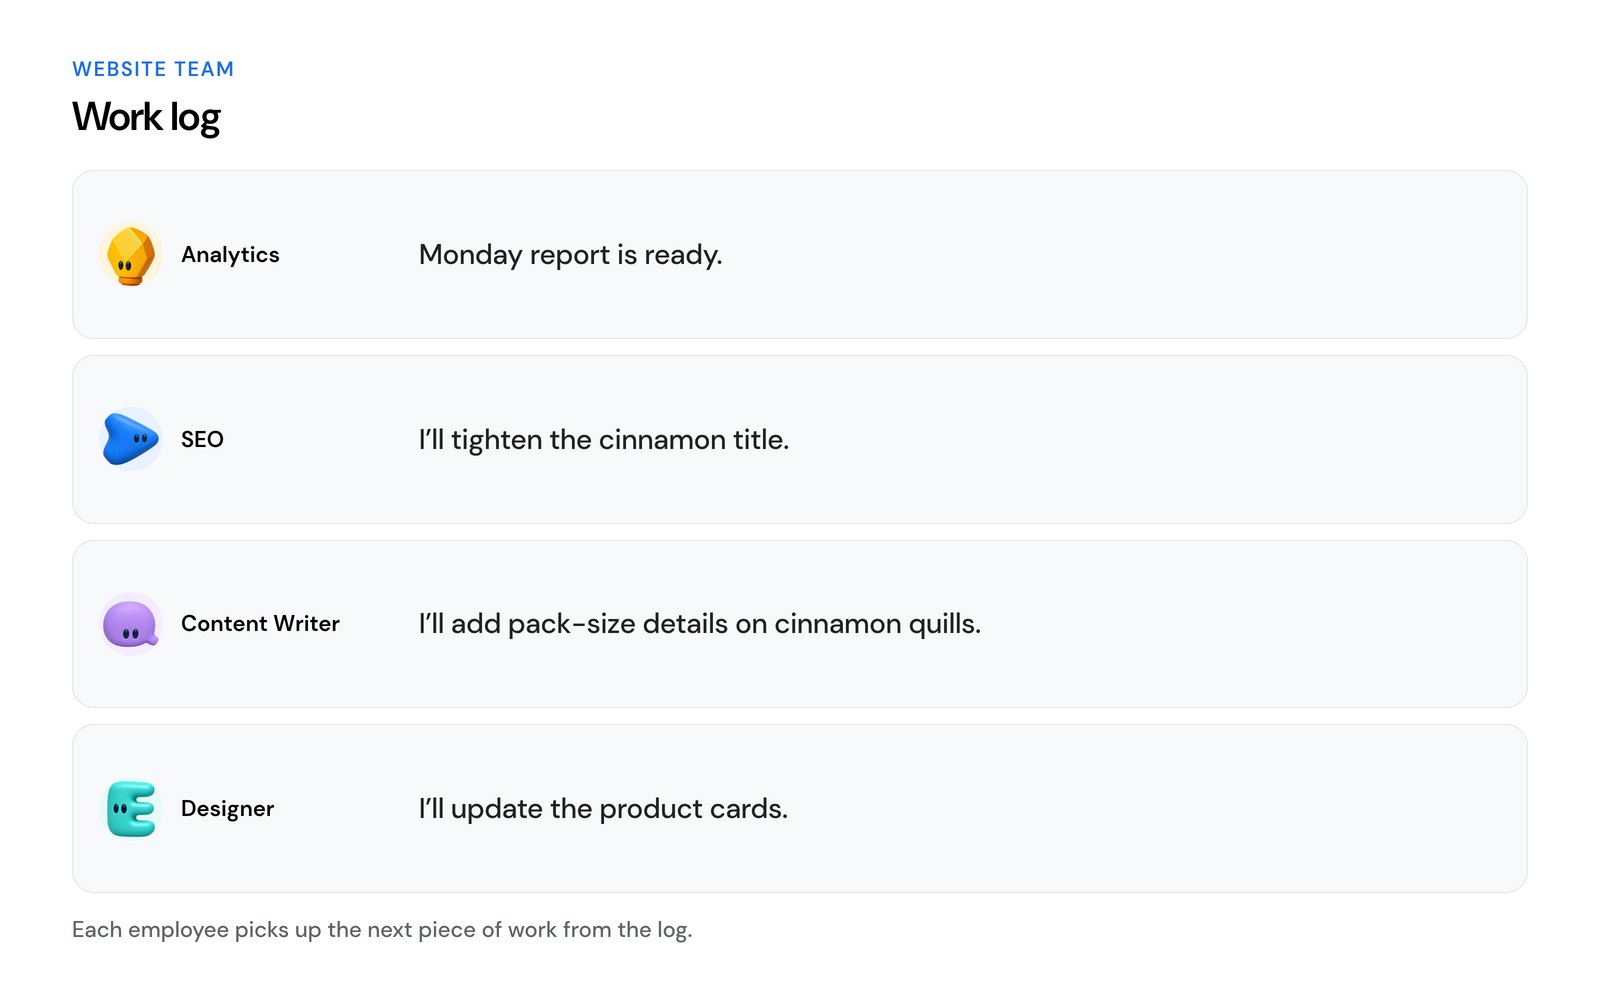 WEBSITE TEAM
Work log
Analytics
Monday report is ready.
SEO
I’ll tighten the cinnamon title.
Content Writer
I’ll add pack-size details on cinnamon quills.
Designer
I’ll update the product cards.
Each employee picks up the next piece of work from the log.